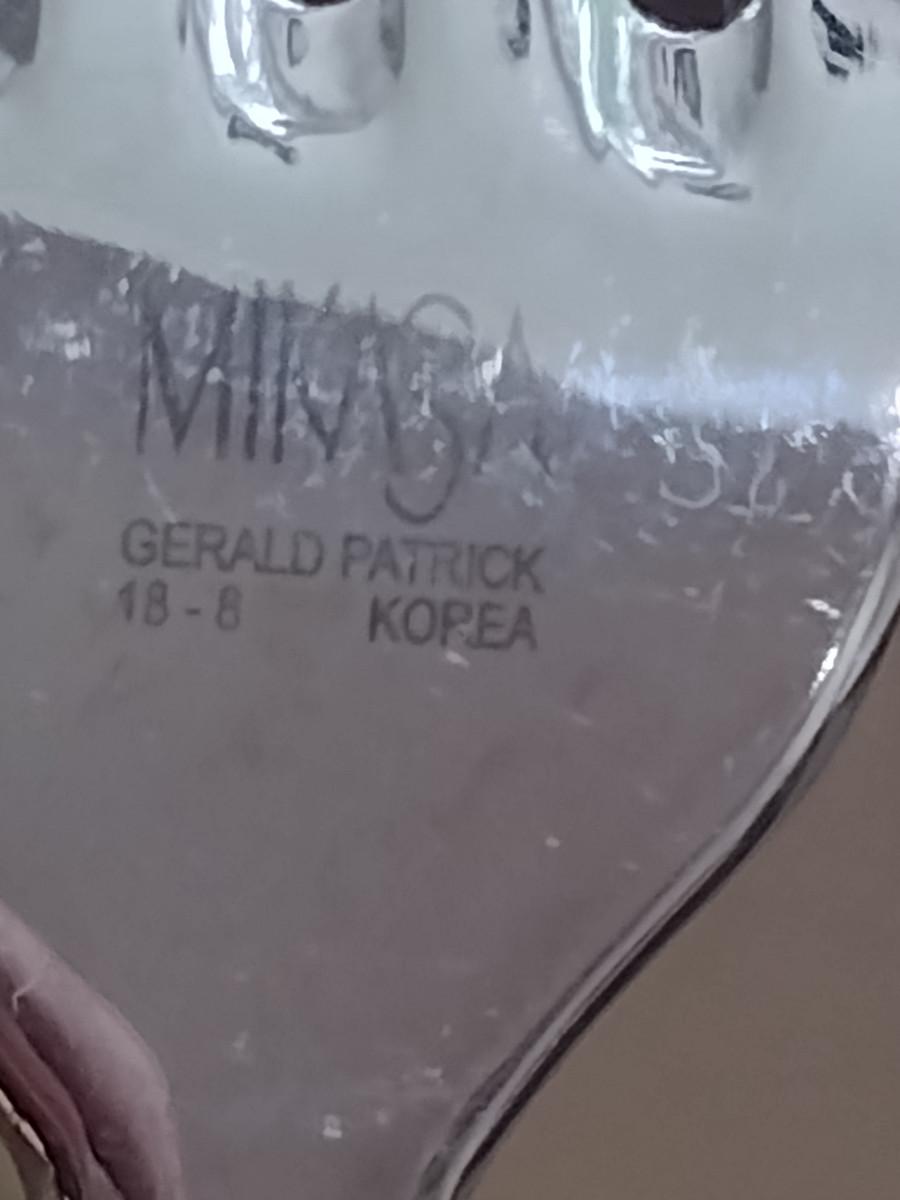 MIMSA
GERALD PATRICK
18 - 8 KOREA